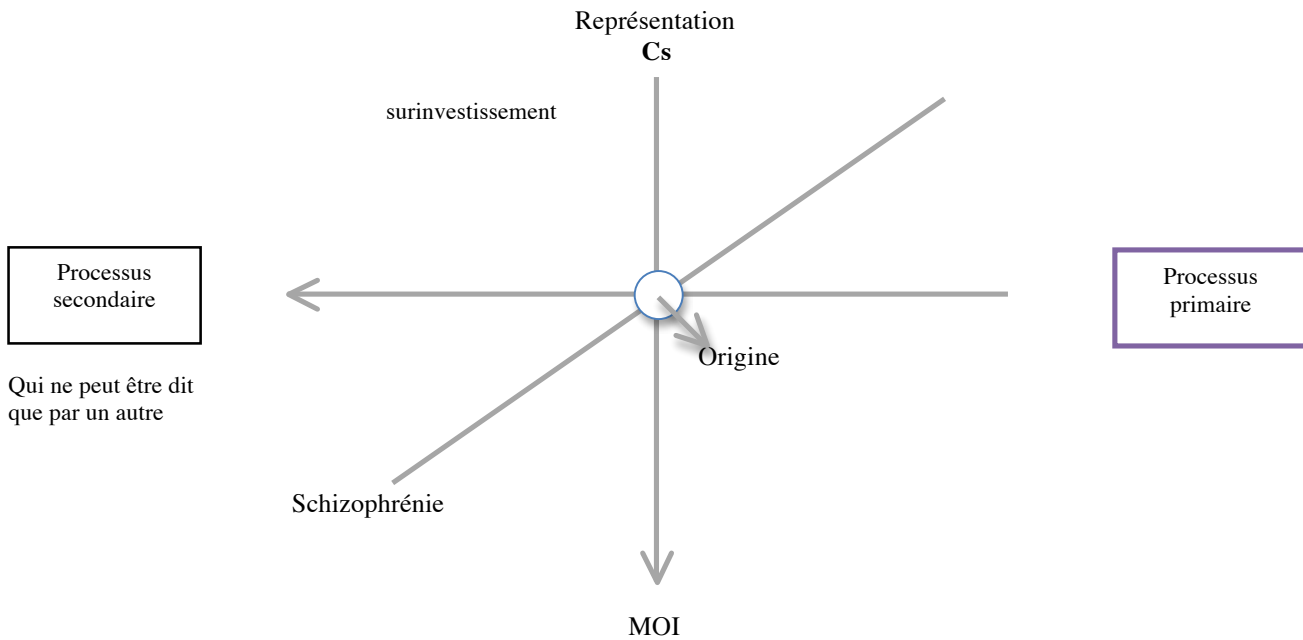 Représentation
Cs
surinvestissement
Processus
secondaire
Processus
primaire
Origine
Qui ne peut être dit
que par un autre
Schizophrénie
MOI